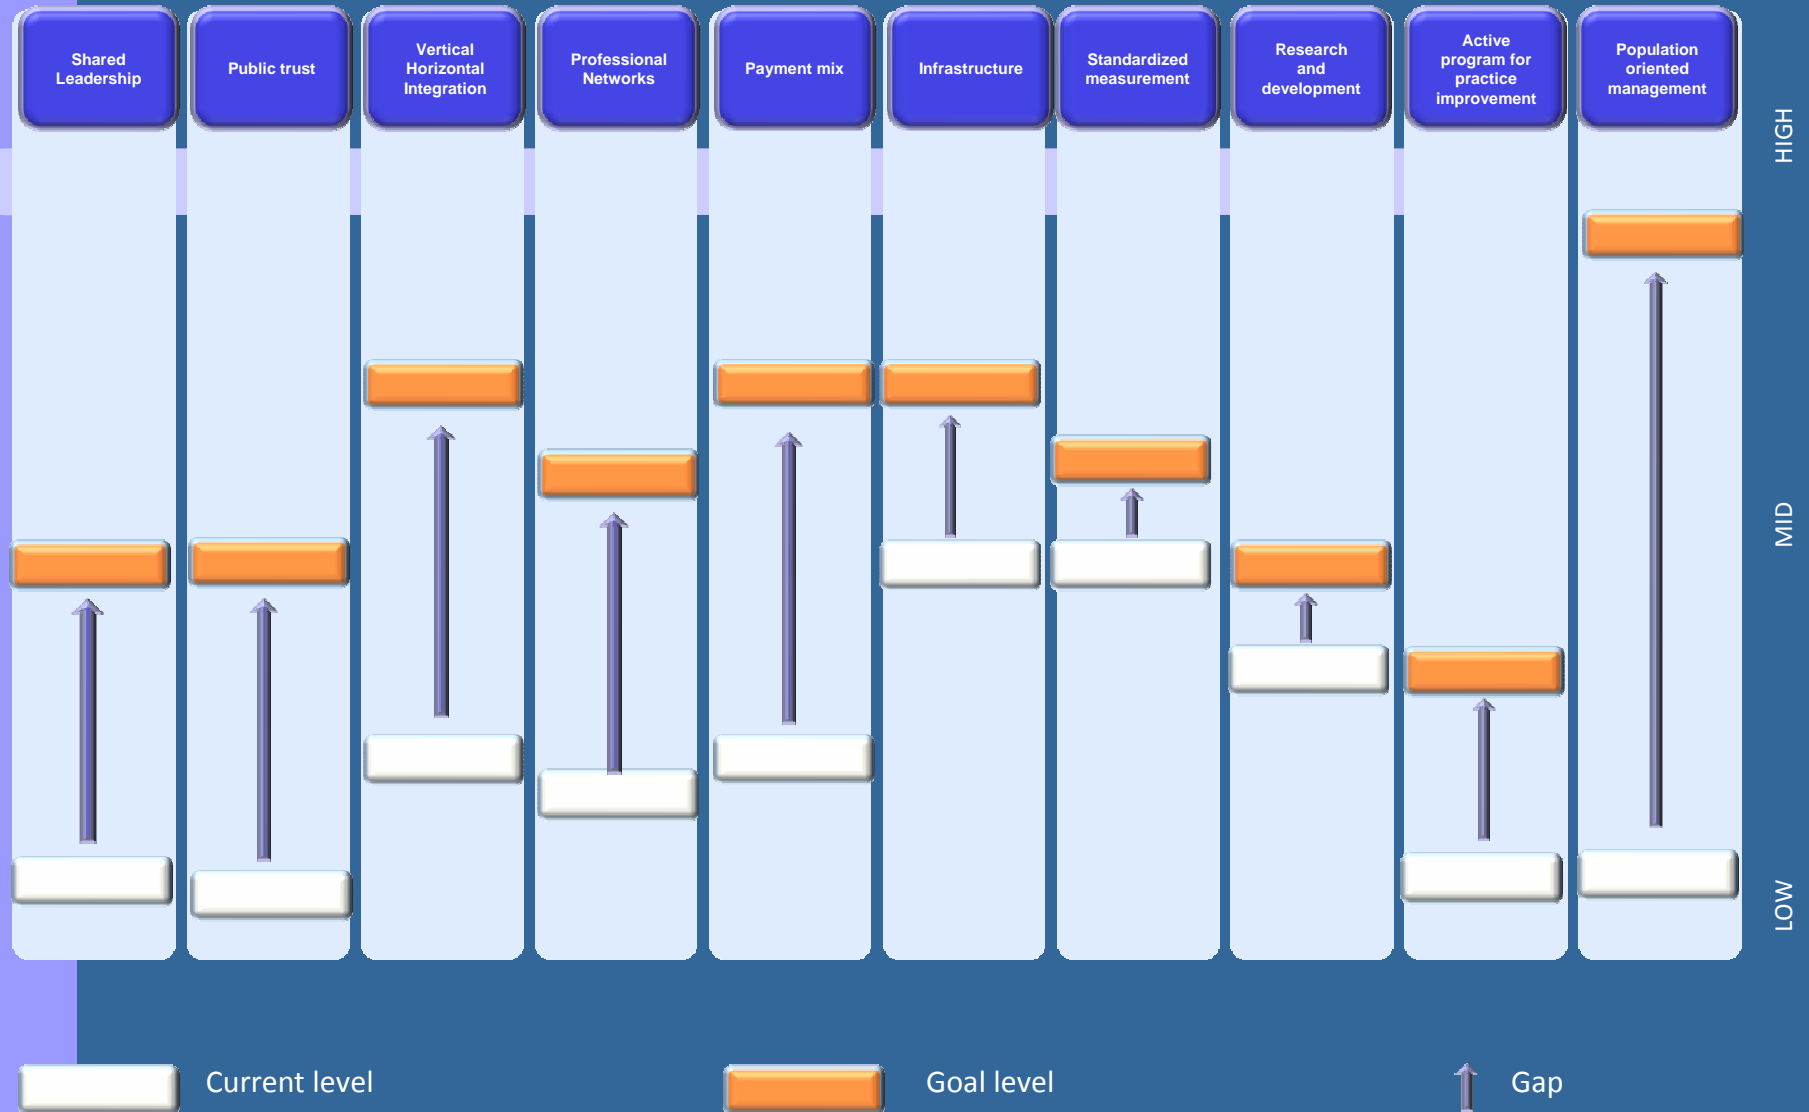 Shared
Leadership
Public trust
Vertical
Horizontal
Integration
Professional
Networks
Payment mix
Infrastructure
Standardized
measurement
Research
and
development
Active
program for
practice
improvement
Population
oriented
management
HIGH
MID
LOW
Current level
Goal level
Gap